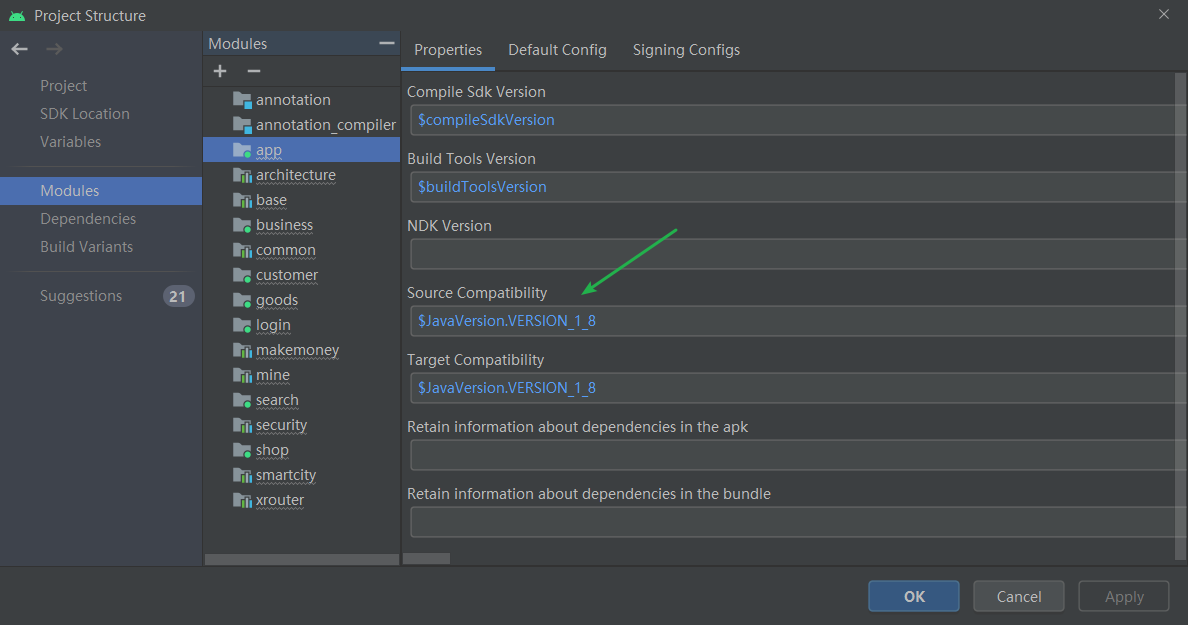 Project Structure
Project
SDK Location
Variables
Modules
Dependencies
Build Variants
Suggestions 21
Modules
annotation
annotation_compiler
app
architecture
base
business
common
customer
goods
login
makemoney
mine
search
security
shop
smartcity
xrouter
Properties Default Config Signing Configs
Compile Sdk Version
$compileSdkVersion
Build Tools Version
$buildToolsVersion
NDK Version
Source Compatibility
$JavaVersion.VERSION_1_8
Target Compatibility
$JavaVersion.VERSION_1_8
Retain information about dependencies in the apk
Retain information about dependencies in the bundle
OK Cancel Apply